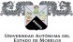 UNIVERSIDAD AUTÓNOMA DEL
ESTADO DE MORELOS